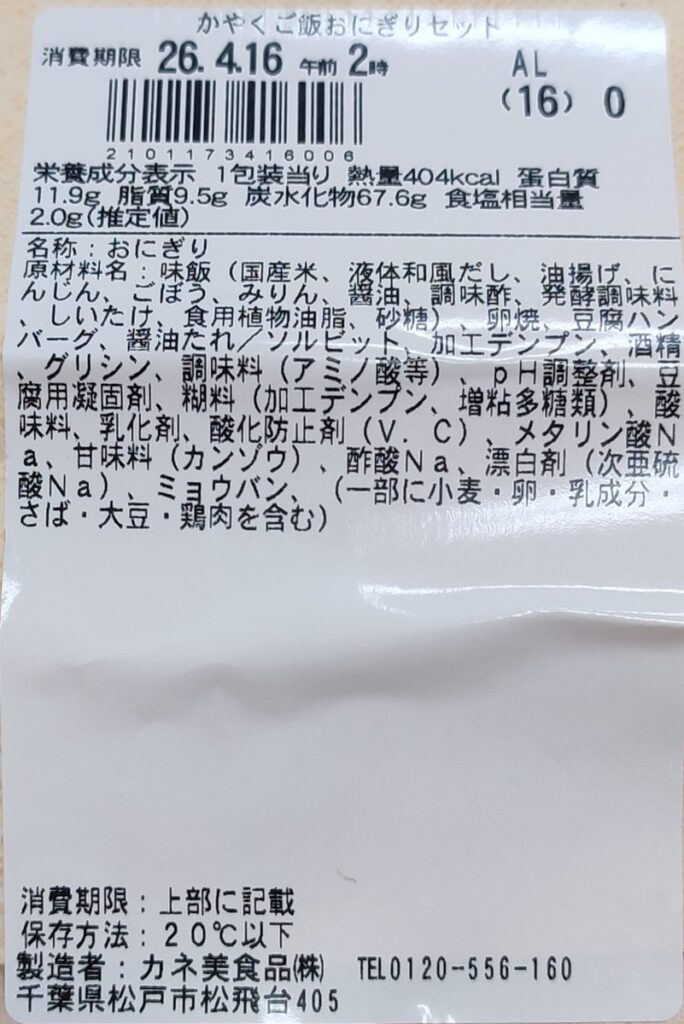 かやくご飯おにぎりセット
消費期限 26.4.16 午前 2時
AL
(16) 0
2101173416006
栄養成分表示 1包装当り 熱量404kcal 蛋白質
11.9g 脂質9.5g 炭水化物67.6g 食塩相当量
2.0g(推定値)
名称:おにぎり
原材料名:味飯(国産米、液体和風だし、油揚げ、に
んじん、ごぼう、みりん、醤油、調味酢、発酵調味料
、しいたけ、食用植物油脂、砂糖)、卵焼、豆腐ハン
バーグ、醤油たれ/ソルビット、加工デンプン、酒精
、グリシン、調味料(アミノ酸等)、pH調整剤、豆
腐用凝固剤、糊料(加工デンプン、増粘多糖類)、酸
味料、乳化剤、酸化防止剤(V.C)、メタリン酸N
a、甘味料(カンゾウ)、酢酸Na、漂白剤(次亜硫
酸Na)、ミョウバン、(一部に小麦・卵・乳成分・
さば・大豆・鶏肉を含む)
消費期限:上部に記載
保存方法:20℃以下
製造者:カネ美食品㈱ TEL0120-556-160
千葉県松戸市松飛台405